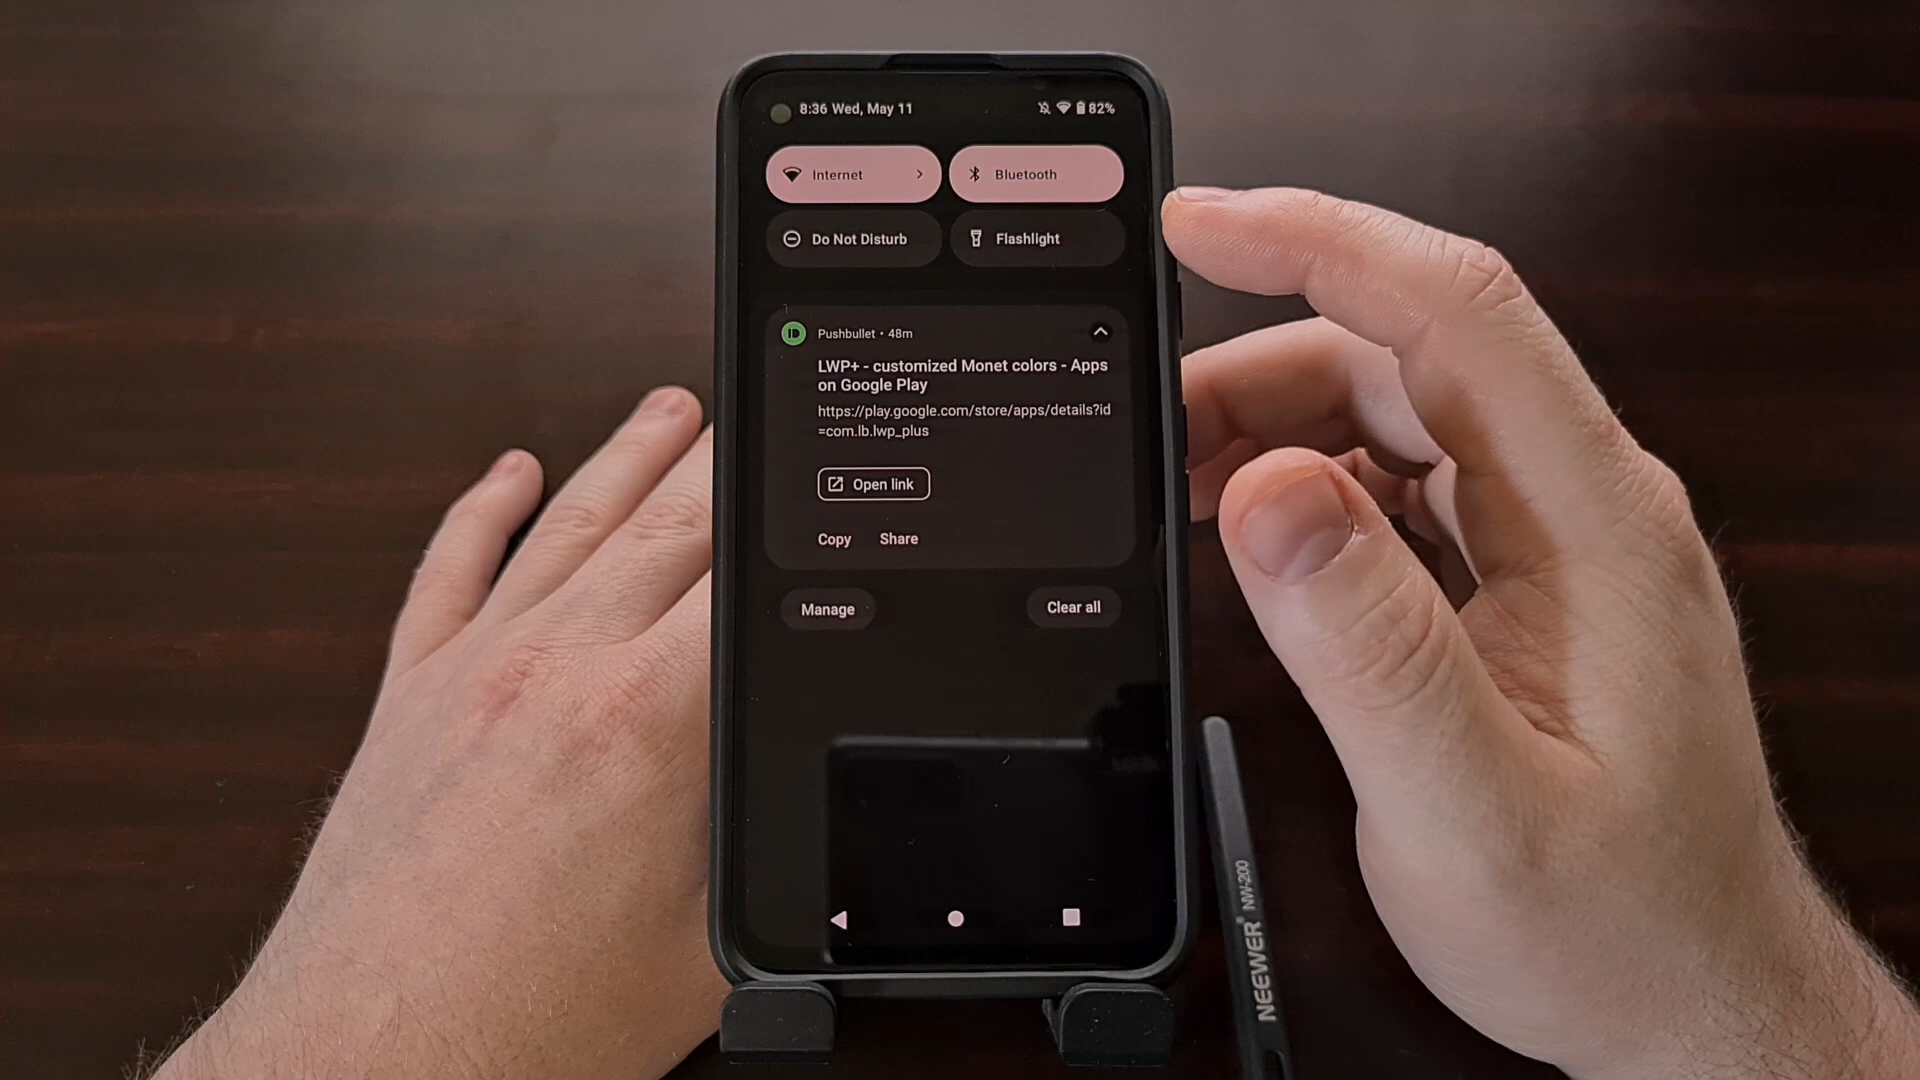 8:36 Wed, May 11
82%
Internet
Bluetooth
Do Not Disturb
Flashlight
Pushbullet • 48m
LWP+ - customized Monet colors - Apps
on Google Play
https://play.google.com/store/apps/details?id
=com.lb.lwp_plus
Open link
Copy
Share
Manage
Clear all
NEEWER® NW-200